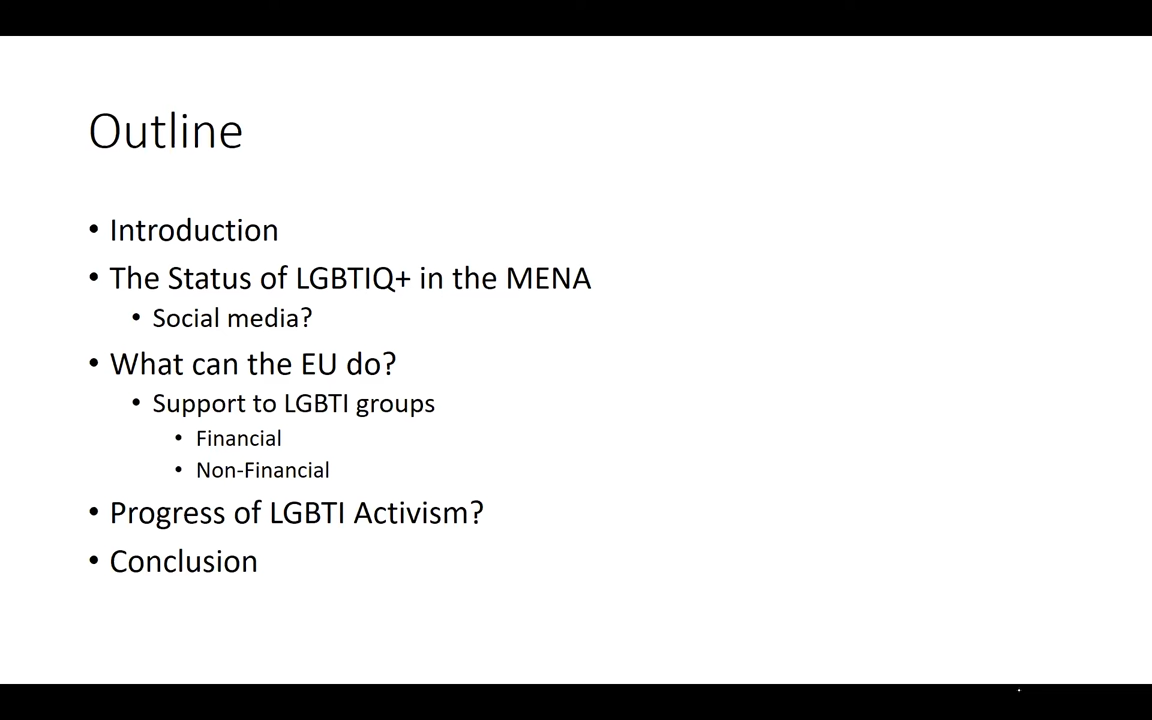 Outline
• Introduction
• The Status of LGBTIQ+ in the MENA
• Social media?
• What can the EU do?
• Support to LGBTI groups
• Financial
• Non-Financial
• Progress of LGBTI Activism?
• Conclusion